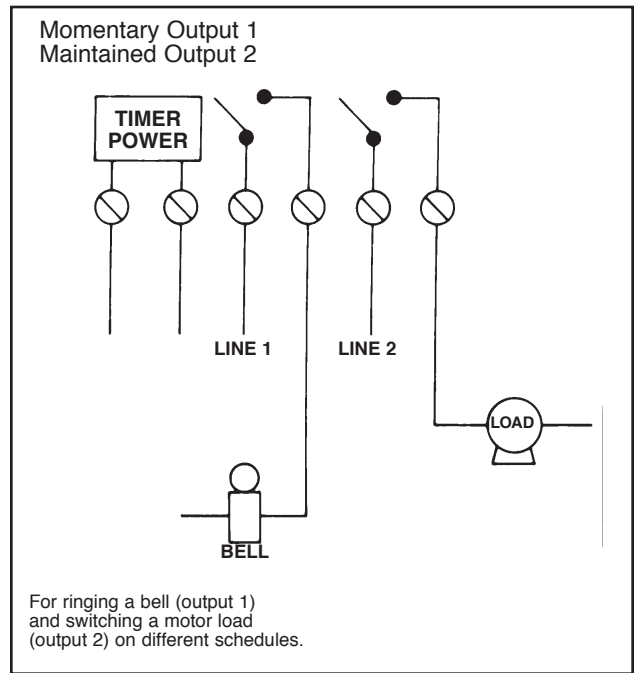 Momentary Output 1
Maintained Output 2
TIMER
POWER
LINE 1
LINE 2
LOAD
BELL
For ringing a bell (output 1)
and switching a motor load
(output 2) on different schedules.